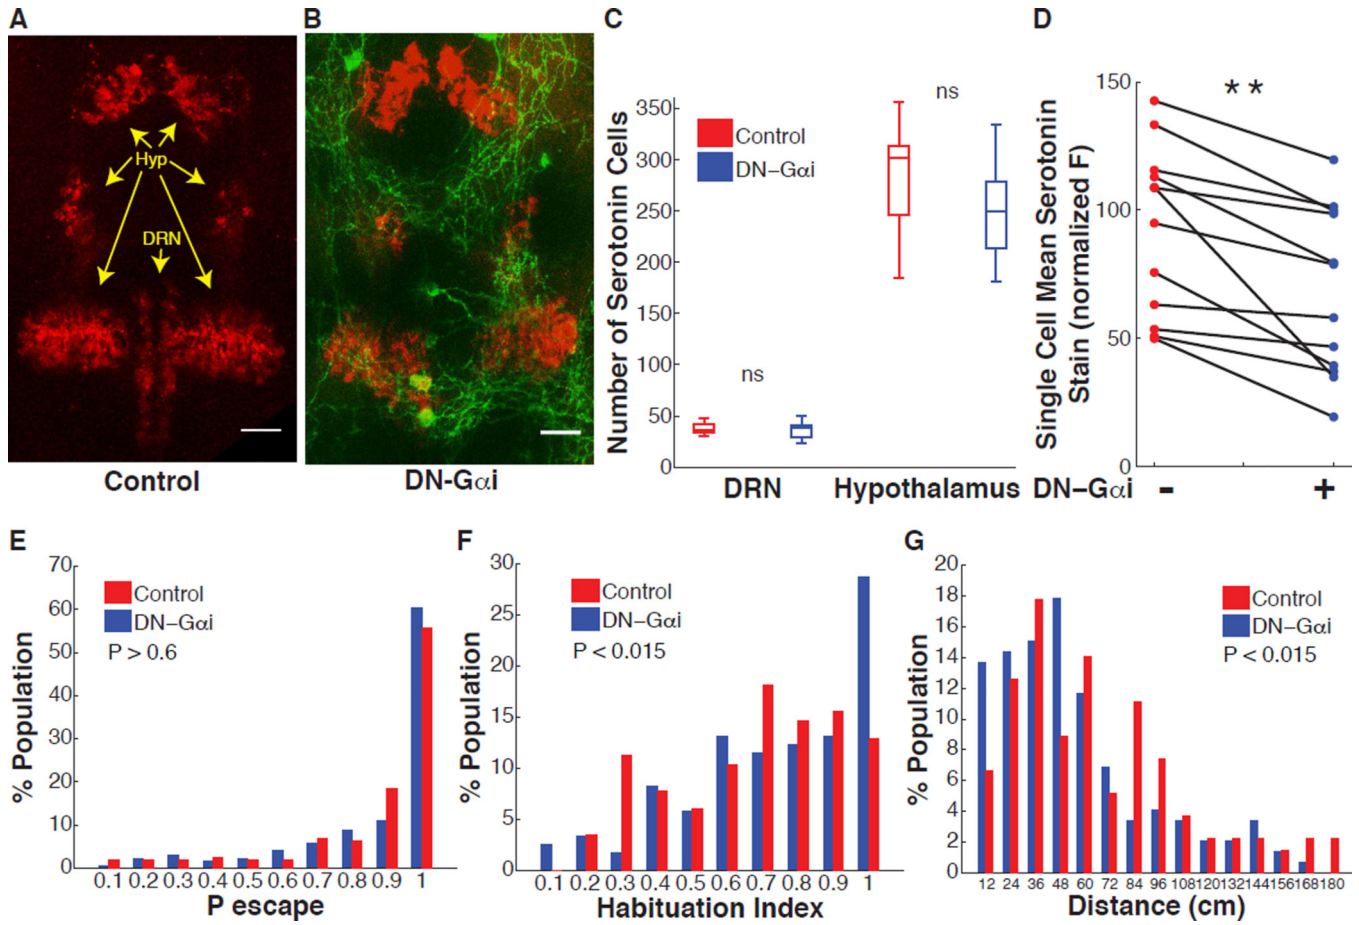 A
Hyp
DRN
Control
B
DN-Gαi
C
Number of Serotonin Cells
350
300
250
200
150
100
50
0
Control
DN–Gαi
ns
ns
DRN
Hypothalamus
D
Single Cell Mean Serotonin
Stain (normalized F)
150
100
50
0
**
DN–Gαi - +
E
% Population
70
60
50
40
30
20
10
0
Control
DN–Gαi
P > 0.6
0.1 0.2 0.3 0.4 0.5 0.6 0.7 0.8 0.9 1
P escape
F
% Population
30
25
20
15
10
5
0
Control
DN–Gαi
P < 0.015
0.1 0.2 0.3 0.4 0.5 0.6 0.7 0.8 0.9 1
Habituation Index
G
% Population
20
18
16
14
12
10
8
6
4
2
0
Control
DN–Gαi
P < 0.015
12 24 36 48 60 72 84 96 108 120 132 144 156 168 180
Distance (cm)